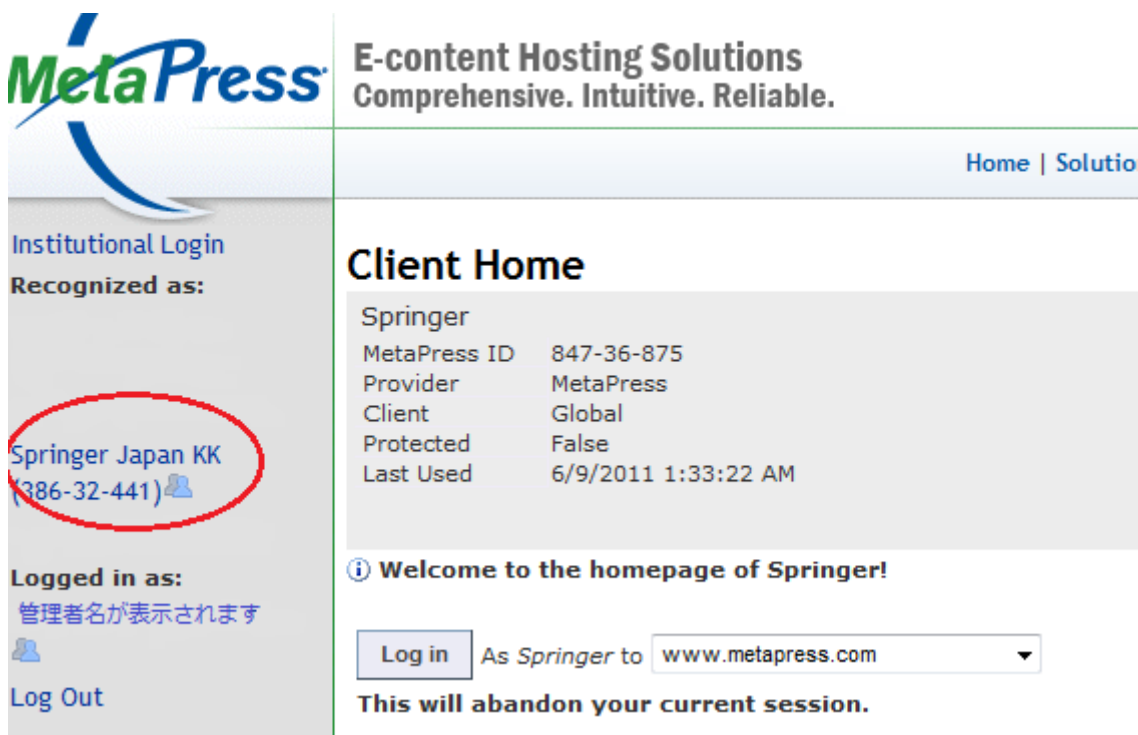 MetaPress
E-content Hosting Solutions
Comprehensive. Intuitive. Reliable.
Home | Solutio
Institutional Login
Recognized as:
Springer Japan KK
(386-32-441)
Logged in as:
管理者名が表示されます
Log Out
Client Home
Springer
MetaPress ID 847-36-875
Provider MetaPress
Client Global
Protected False
Last Used 6/9/2011 1:33:22 AM
Welcome to the homepage of Springer!
Log in As Springer to www.metapress.com
This will abandon your current session.